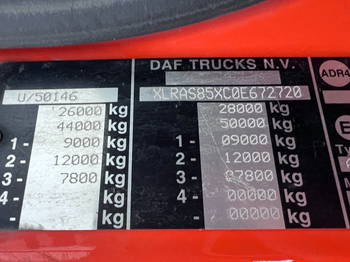 DAF TRUCKS N.V.
ADR4
U/50146 XLRAS85XC0E672720
26000 kg 28000 kg
44000 kg 50000 kg
1- 9000 kg 1- 09000 kg
2- 12000 kg 2- 12000 kg
3- 7800 kg 3- 07800 kg
4- kg 4- 00000 kg
- kg - 00000 kg
E
Ty